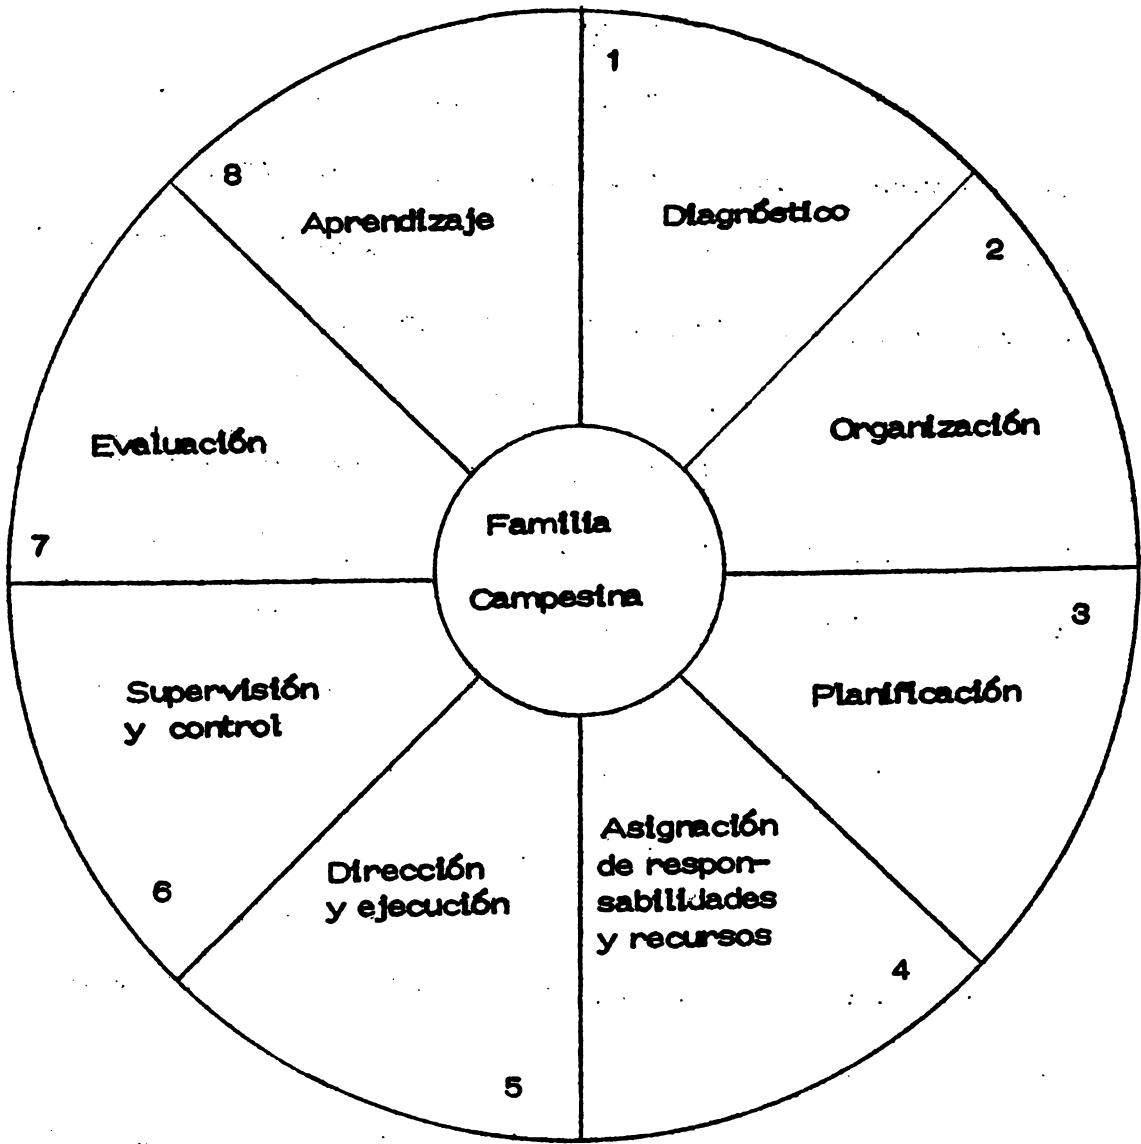 1
Diagnóstico
2
Organización
3
Planificación
4
Asignación
de respon-
sabilidades
y recursos
5
Dirección
y ejecución
6
Supervisión
y control
7
Evaluación
8
Aprendizaje
Familia
Campesina